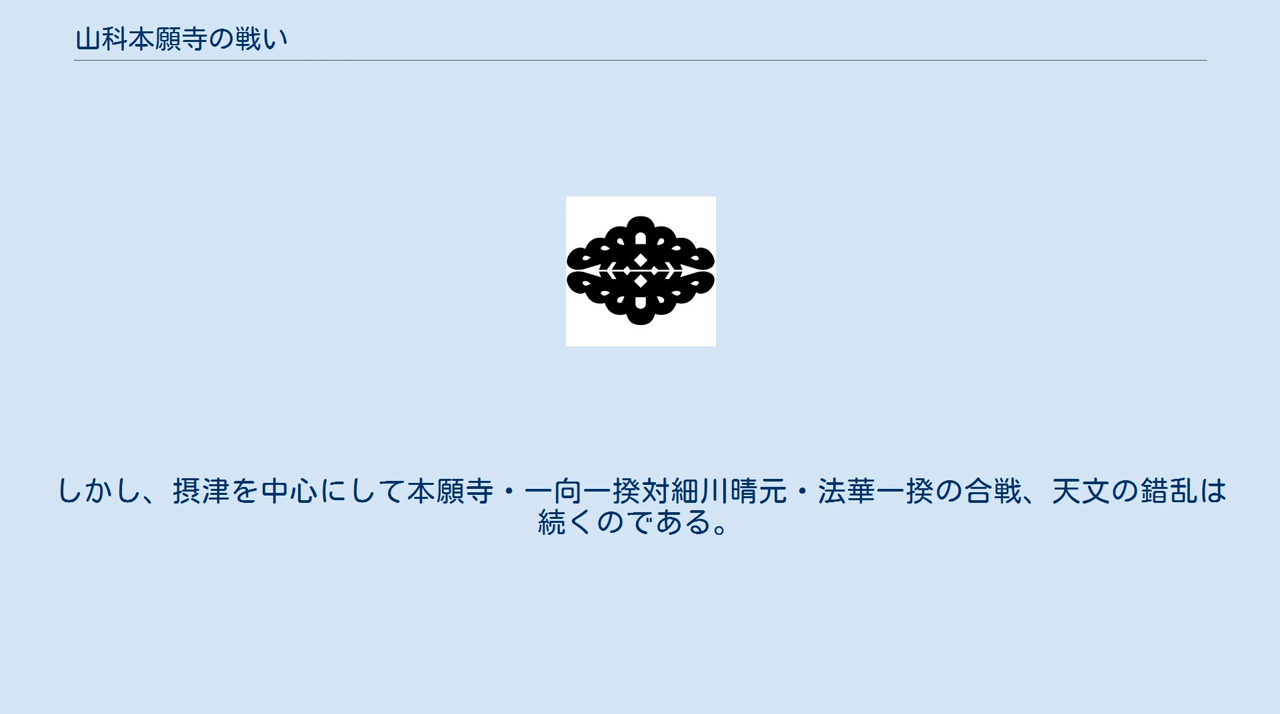 山科本願寺の戦い
しかし、摂津を中心にして本願寺・一向一揆対細川晴元・法華一揆の合戦、天文の錯乱は
続くのである。